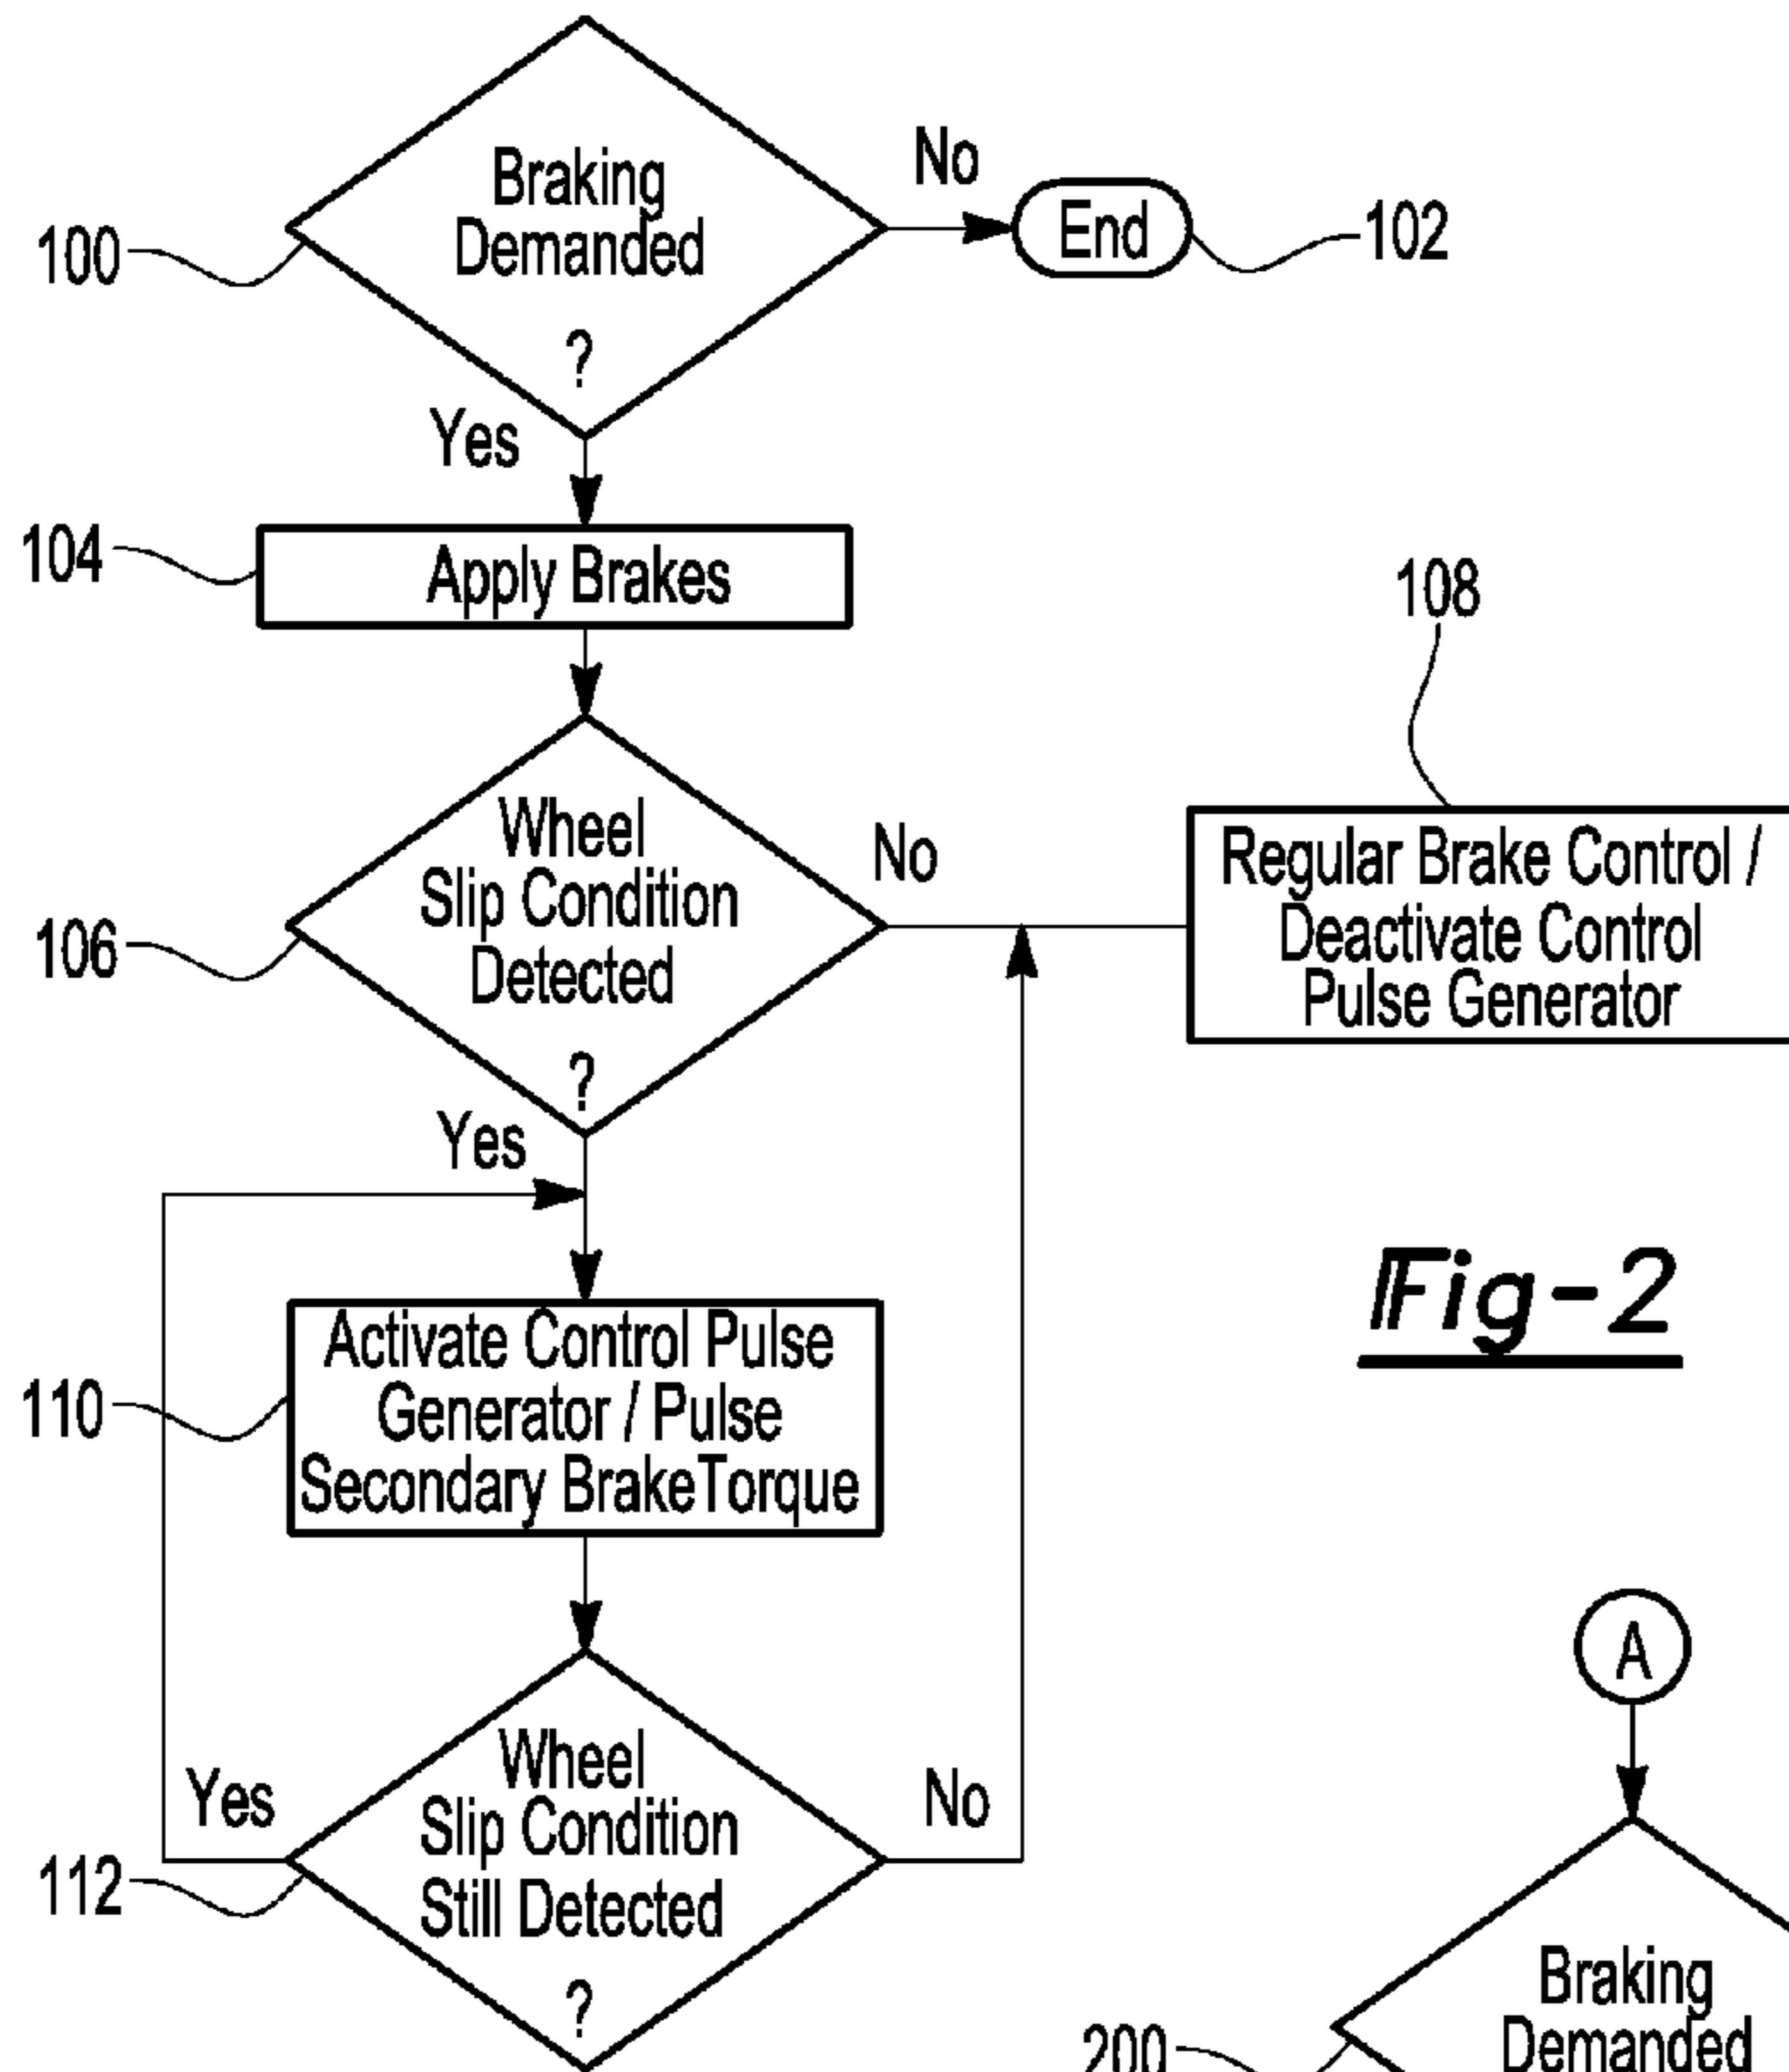 Braking
Demanded
?
No
End
100
102
Yes
104
Apply Brakes
108
Wheel
Slip Condition
Detected
?
No
106
Regular Brake Control /
Deactivate Control
Pulse Generator
Yes
Fig-2
Activate Control Pulse
Generator / Pulse
Secondary BrakeTorque
110
A
Wheel
Slip Condition
Still Detected
?
Yes
No
112
Braking
Demanded
200